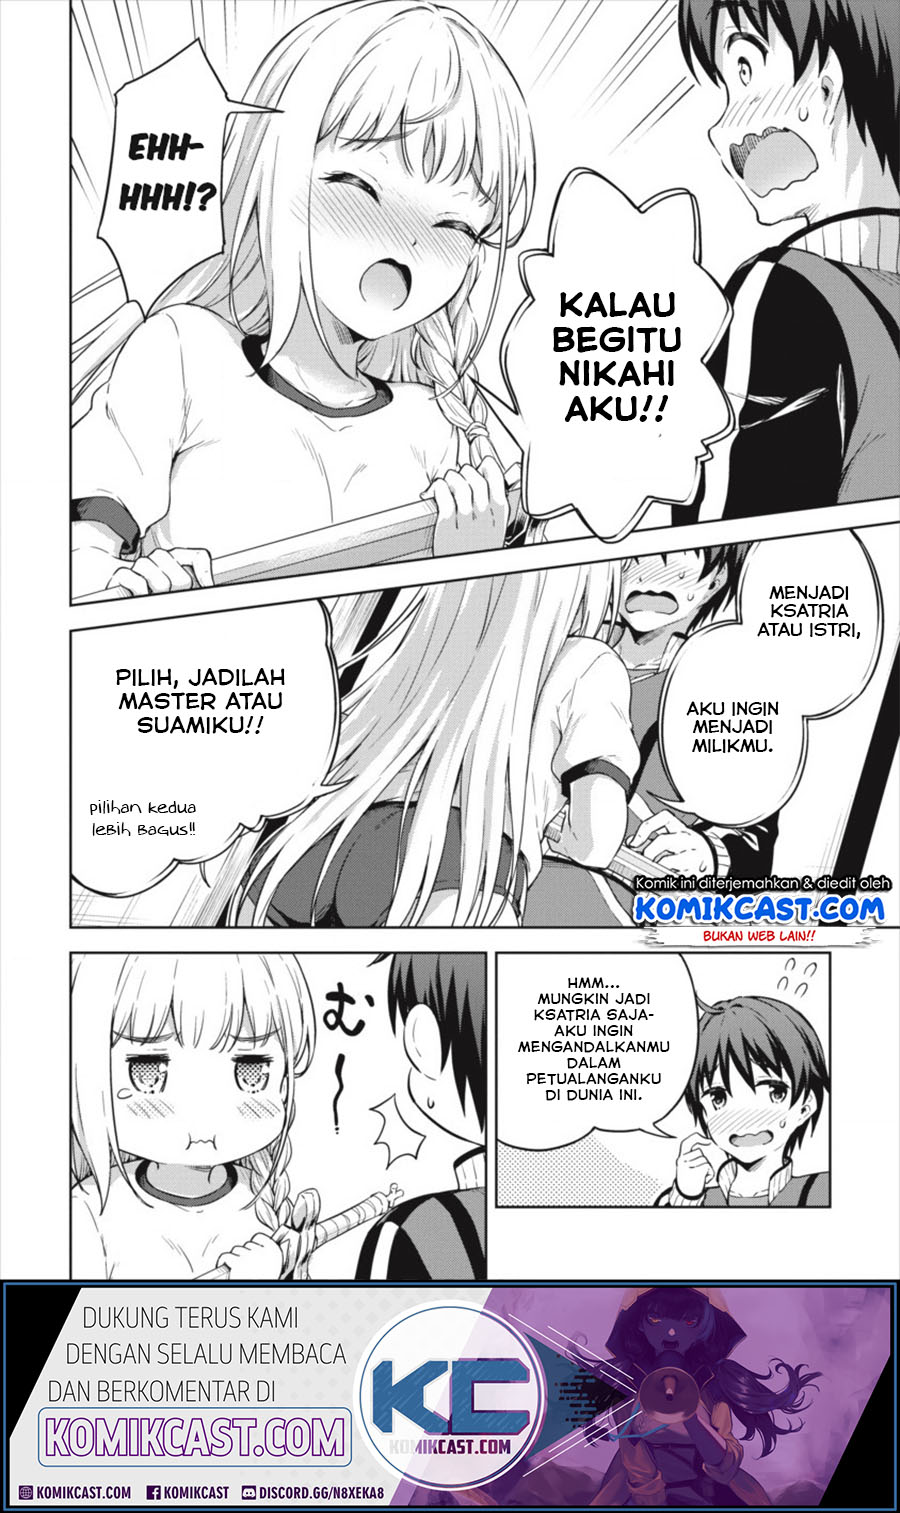 KALAU
BEGITU
NIKAHI
AKU!!
EHH-
HHH!?
MENJADI
KSATRIA
ATAU ISTRI,
AKU INGIN
MENJADI
MILIKMU.
PILIH, JADILAH
MASTER ATAU
SUAMIKU!!
pilihan kedua
lebih bagus!!
Komik ini diterjemahkan & diedit oleh
KOMIKCAST.COM
BUKAN WEB LAIN!!
HMM...
MUNGKIN JADI
KSATRIA SAJA-
AKU INGIN
MENGANDALKANMU
DALAM
PETUALANGANKU
DI DUNIA INI.
む〜
DUKUNG TERUS KAMI
DENGAN SELALU MEMBACA
DAN BERKOMENTAR DI
KOMIKCAST.COM
KC
KOMIKCAST.COM
KOMIKCAST.COM KOMIKCAST DISCORD.GG/N8XEKA8